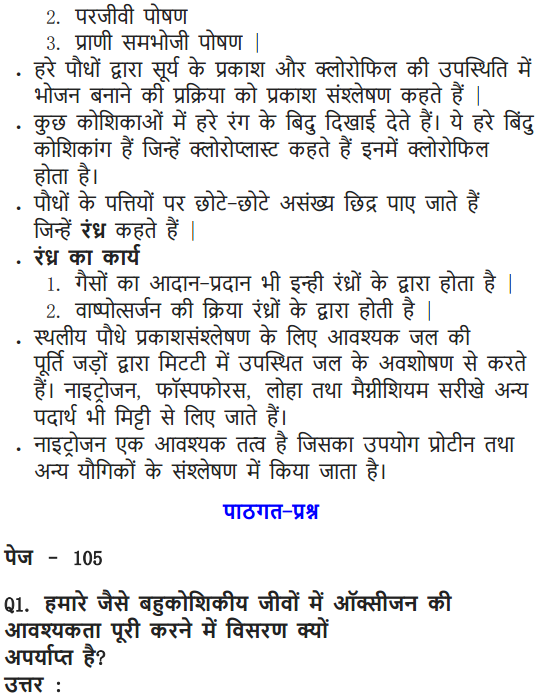 2. परजीवी पोषण
3. प्राणी समभोजी पोषण |
. हरे पौधों द्वारा सूर्य के प्रकाश और क्लोरोफिल की उपस्थिति में
भोजन बनाने की प्रक्रिया को प्रकाश संश्लेषण कहते हैं |
. कुछ कोशिकाओं में हरे रंग के बिदु दिखाई देते हैं। ये हरे बिंदु
कोशिकांग हैं जिन्हें क्लोरोप्लास्ट कहते हैं इनमें क्लोरोफिल
होता है।
. पौधों के पत्तियों पर छोटे-छोटे असंख्य छिद्र पाए जाते हैं
जिन्हें रंध्र कहते हैं |
. रंध्र का कार्य
1. गैसों का आदान-प्रदान भी इन्ही रंध्रों के द्वारा होता है |
2. वाष्पोत्सर्जन की क्रिया रंध्रों के द्वारा होती है |
. स्थलीय पौधे प्रकाशसंश्लेषण के लिए आवश्यक जल की
पूर्ति जड़ों द्वारा मिटटी में उपस्थित जल के अवशोषण से करते
हैं। नाइट्रोजन, फॉस्पफोरस, लोहा तथा मैग्नीशियम सरीखे अन्य
पदार्थ भी मिट्टी से लिए जाते हैं।
. नाइट्रोजन एक आवश्यक तत्व है जिसका उपयोग प्रोटीन तथा
अन्य यौगिकों के संश्लेषण में किया जाता है।
पाठगत-प्रश्न
पेज - 105
Q1. हमारे जैसे बहुकोशिकीय जीवों में ऑक्सीजन की
आवश्यकता पूरी करने में विसरण क्यों
अपर्याप्त है?
उत्तर :